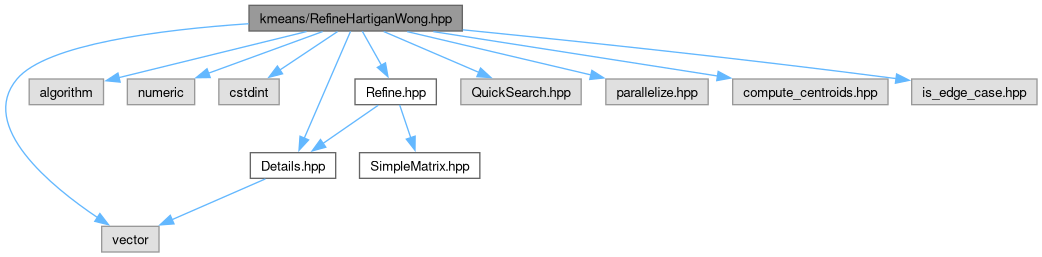 kmeans/RefineHartiganWong.hpp
algorithm
numeric
cstdint
Refine.hpp
QuickSearch.hpp
parallelize.hpp
compute_centroids.hpp
is_edge_case.hpp
Details.hpp
SimpleMatrix.hpp
vector